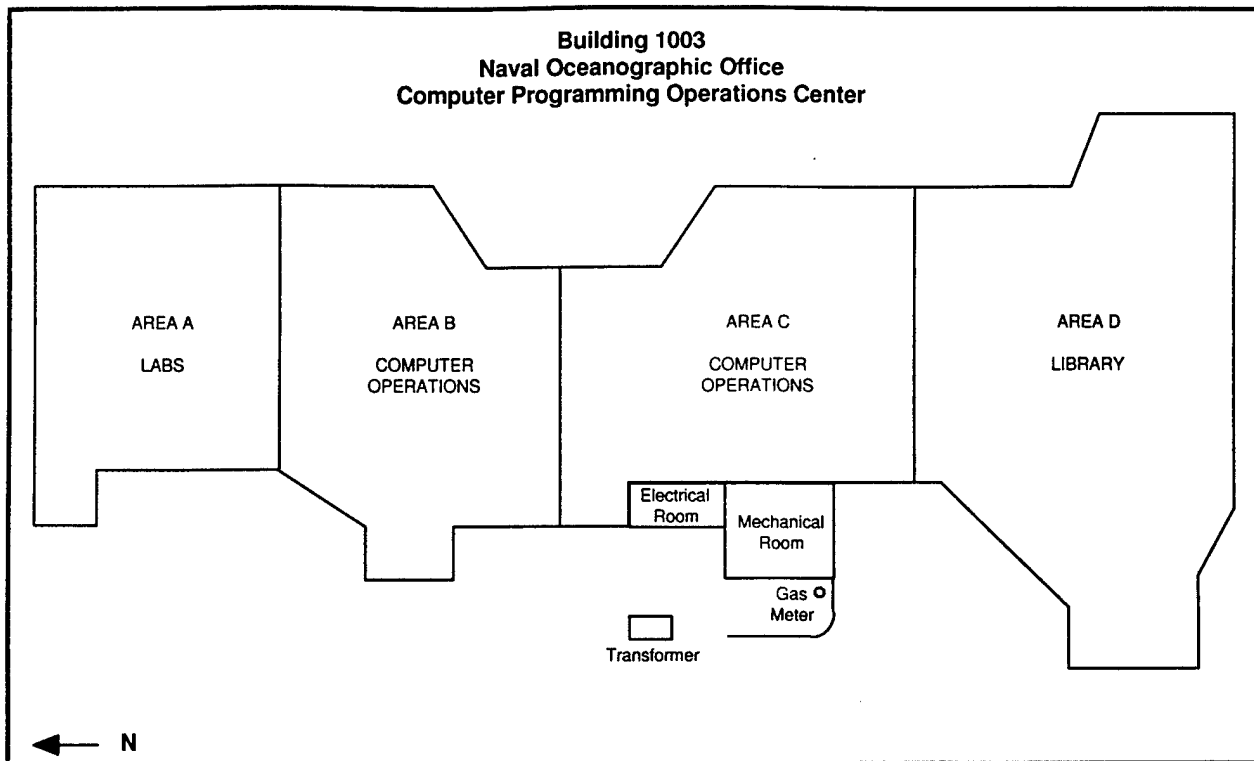 Building 1003
Naval Oceanographic Office
Computer Programming Operations Center
AREA A
LABS
AREA B
COMPUTER
OPERATIONS
AREA C
COMPUTER
OPERATIONS
AREA D
LIBRARY
Electrical
Room
Mechanical
Room
Gas
Meter
Transformer
N